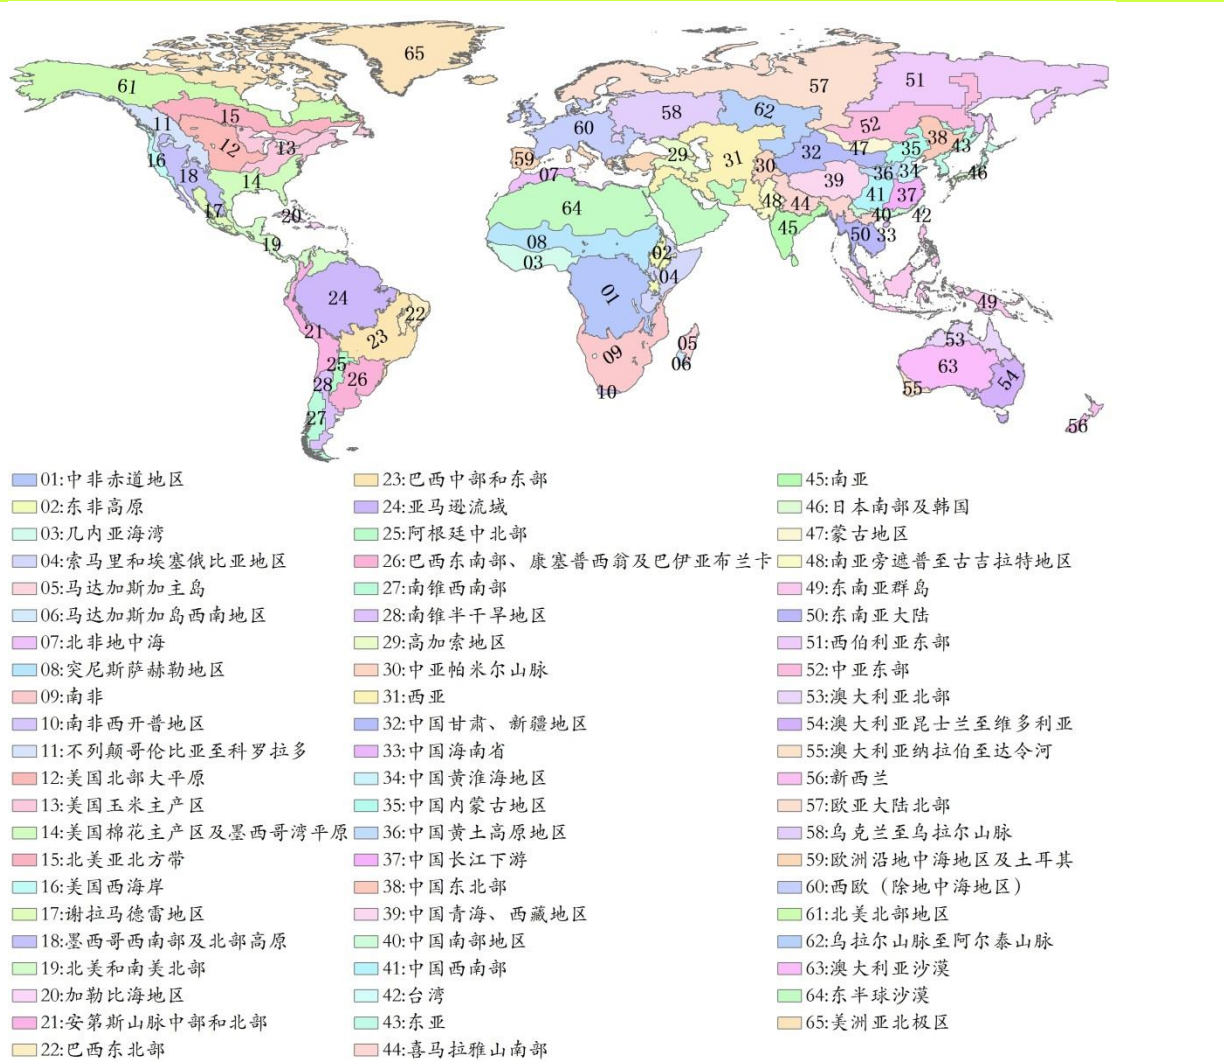 65
61
51
57
15
11
58
62
60
52
12
13
38
47
35
43
16
59
29
31
32
30
34
46
18
07
39
36
14
48
44
41
37
17
20
64
45
40
42
50
33
19
08
02
03
04
24
01
49
22
21
23
05
53
09
06
25
63
28
26
54
10
55
27
56
01:中非赤道地区
02:东非高原
03:几内亚海湾
04:索马里和埃塞俄比亚地区
05:马达加斯加主岛
06:马达加斯加岛西南地区
07:北非地中海
08:突尼斯萨赫勒地区
09:南非
10:南非西开普地区
11:不列颠哥伦比亚至科罗拉多
12:美国北部大平原
13:美国玉米主产区
14:美国棉花主产区及墨西哥湾平原
15:北美亚北方带
16:美国西海岸
17:谢拉马德雷地区
18:墨西哥西南部及北部高原
19:北美和南美北部
20:加勒比海地区
21:安第斯山脉中部和北部
22:巴西东北部
23:巴西中部和东部
24:亚马逊流域
25:阿根廷中北部
26:巴西东南部、康塞普西翁及巴伊亚布兰卡
27:南锥西南部
28:南锥半干旱地区
29:高加索地区
30:中亚帕米尔山脉
31:西亚
32:中国甘肃、新疆地区
33:中国海南省
34:中国黄淮海地区
35:中国内蒙古地区
36:中国黄土高原地区
37:中国长江下游
38:中国东北部
39:中国青海、西藏地区
40:中国南部地区
41:中国西南部
42:台湾
43:东亚
44:喜马拉雅山南部
45:南亚
46:日本南部及韩国
47:蒙古地区
48:南亚旁遮普至古吉拉特地区
49:东南亚群岛
50:东南亚大陆
51:西伯利亚东部
52:中亚东部
53:澳大利亚北部
54:澳大利亚昆士兰至维多利亚
55:澳大利亚纳拉伯至达令河
56:新西兰
57:欧亚大陆北部
58:乌克兰至乌拉尔山脉
59:欧洲沿地中海地区及土耳其
60:西欧（除地中海地区）
61:北美北部地区
62:乌拉尔山脉至阿尔泰山脉
63:澳大利亚沙漠
64:东半球沙漠
65:美洲亚北极区